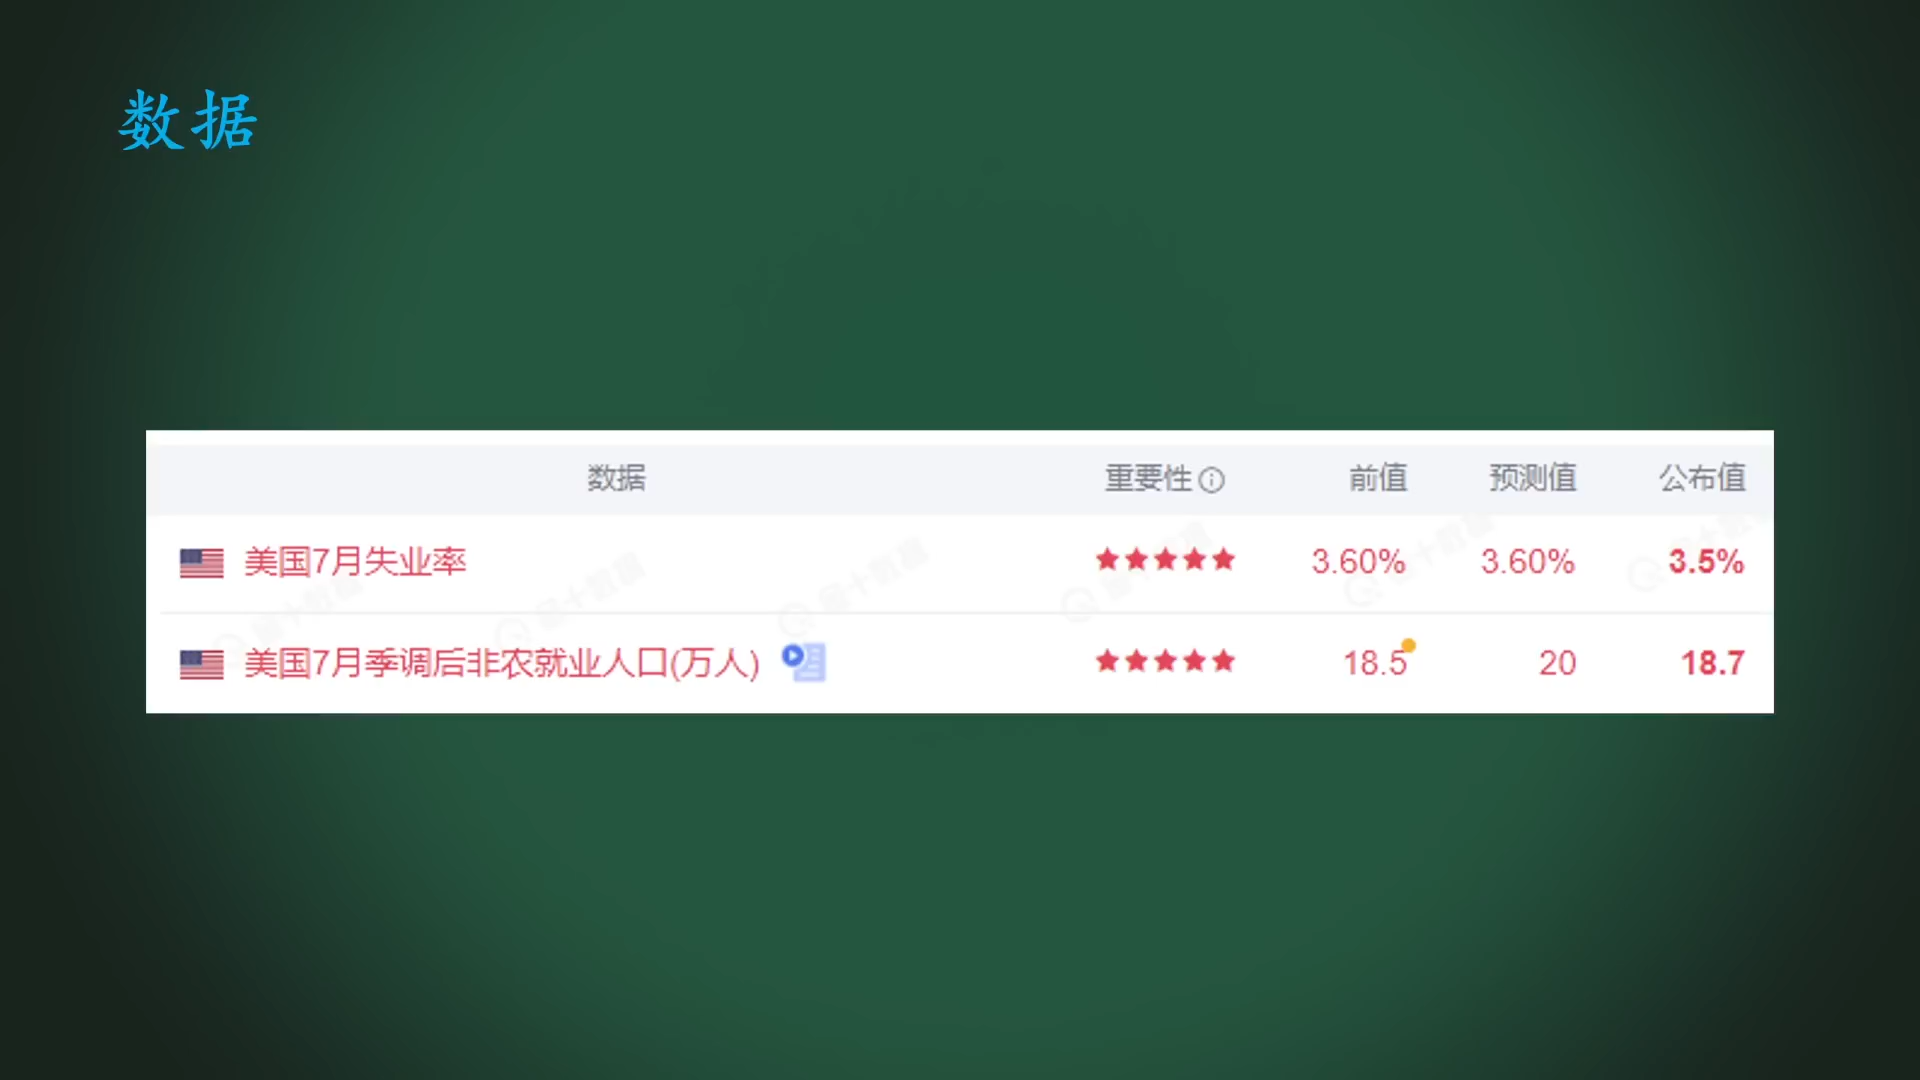 数据
数据 重要性 前值 预测值 公布值
美国7月失业率 ★★★★★ 3.60% 3.60% 3.5%
美国7月季调后非农就业人口(万人) ★★★★★ 18.5 20 18.7